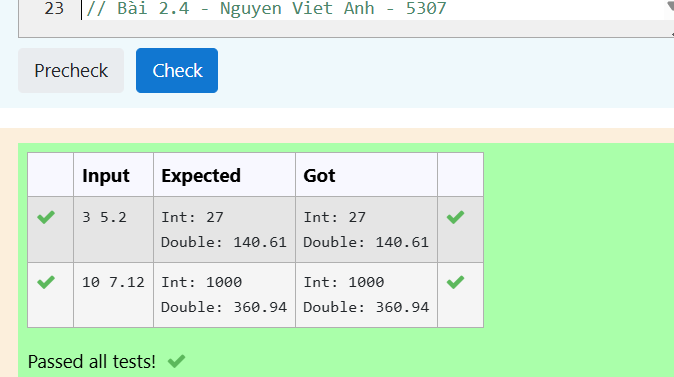 23 // Bài 2.4 - Nguyen Viet Anh - 5307
Precheck Check
Input Expected Got
3 5.2 Int: 27 Int: 27
Double: 140.61 Double: 140.61
10 7.12 Int: 1000 Int: 1000
Double: 360.94 Double: 360.94
Passed all tests!